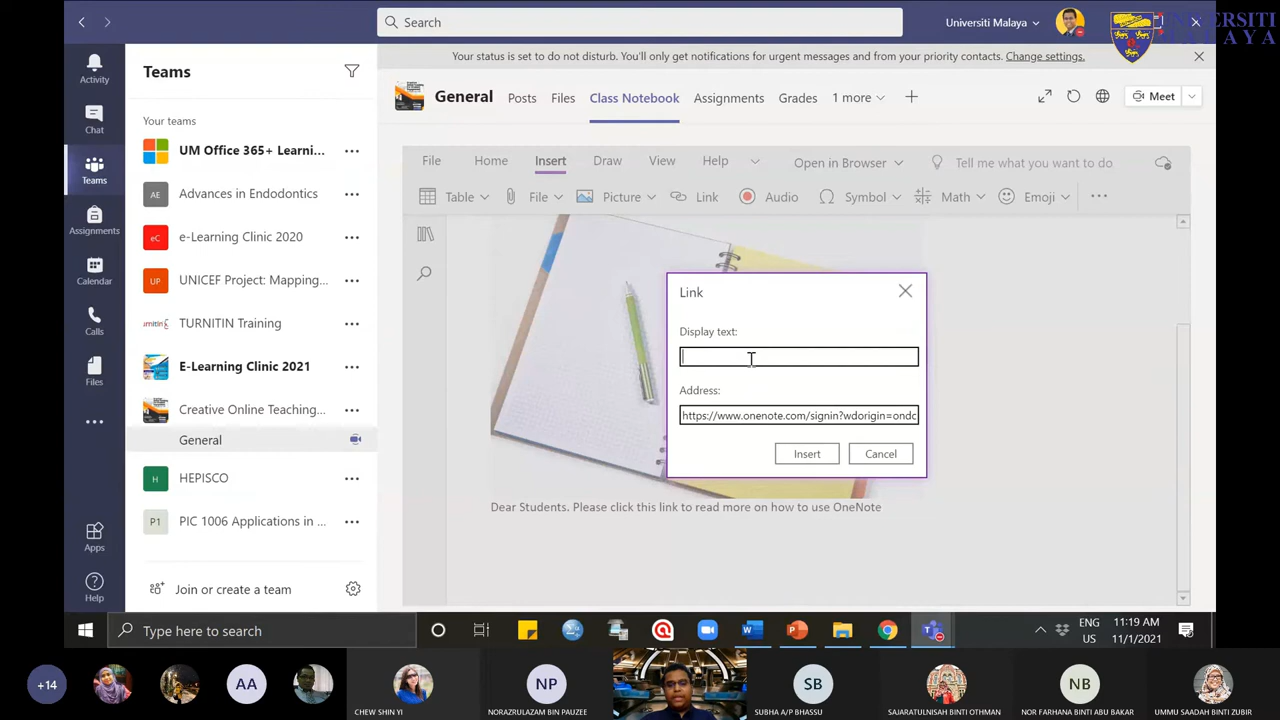 Search
Universiti Malaya
UNIVERSITI
MALAYA
Activity
Chat
Teams
Assignments
Calendar
Calls
Files
Apps
Help
Teams
Your teams
UM Office 365+ Learni...
AE
Advances in Endodontics
eC
e-Learning Clinic 2020
UP
UNICEF Project: Mapping...
TURNITIN Training
E-Learning Clinic 2021
Creative Online Teaching...
General
H
HEPISCO
P1
PIC 1006 Applications in ...
Join or create a team
Your status is set to do not disturb. You'll only get notifications for urgent messages and from your priority contacts. Change settings.
General
Posts
Files
Class Notebook
Assignments
Grades
1 more
Meet
File
Home
Insert
Draw
View
Help
Open in Browser
Tell me what you want to do
Table
File
Picture
Link
Audio
Symbol
Math
Emoji
Link
Display text:
Address:
https://www.onenote.com/signin?wdorigin=ondc
Insert
Cancel
Dear Students. Please click this link to read more on how to use OneNote
Type here to search
ENG
US
11:19 AM
11/1/2021
+14
AA
CHEW SHIN YI
NP
NORAZRULAZAM BIN PAUZEE
SB
SUBHA A/P BHASSU
SAJARATULNISAH BINTI OTHMAN
NB
NOR FARHANA BINTI ABU BAKAR
UMMU SAADAH BINTI ZUBIR